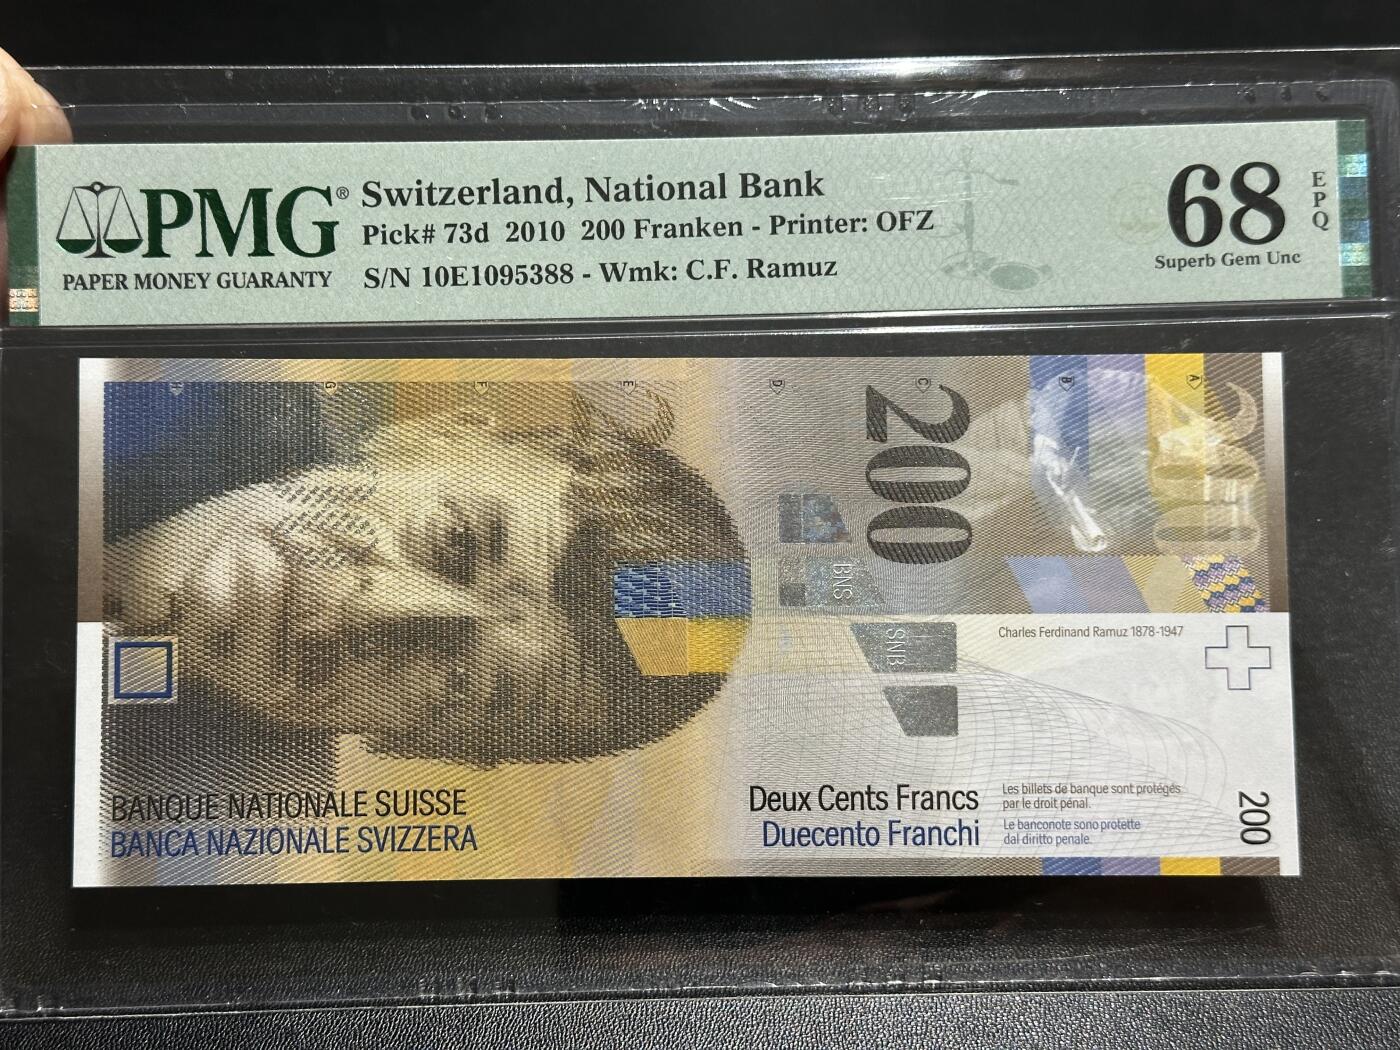 PMG®
PAPER MONEY GUARANTY
Switzerland, National Bank
Pick# 73d 2010 200 Franken - Printer: OFZ
S/N 10E1095388 - Wmk: C.F. Ramuz
68
EPQ
Superb Gem Unc
H G F E D C B A
200
BNS
SNB
Charles Ferdinand Ramuz 1878-1947
BANQUE NATIONALE SUISSE
BANCA NAZIONALE SVIZZERA
Deux Cents Francs
Duecento Franchi
Les billets de banque sont protégés
par le droit pénal.
Le banconote sono protette
dal diritto penale.
200